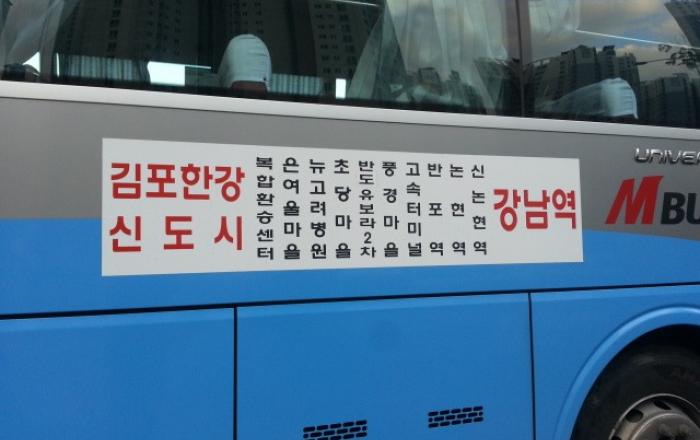 김포한강
신도시
복합환승센터
은여울마을
뉴고려병원
초당마을
반도유보라2차
풍경마을
고속터미널
반포역
논현역
신논현역
강남역
UNIVER
M BU